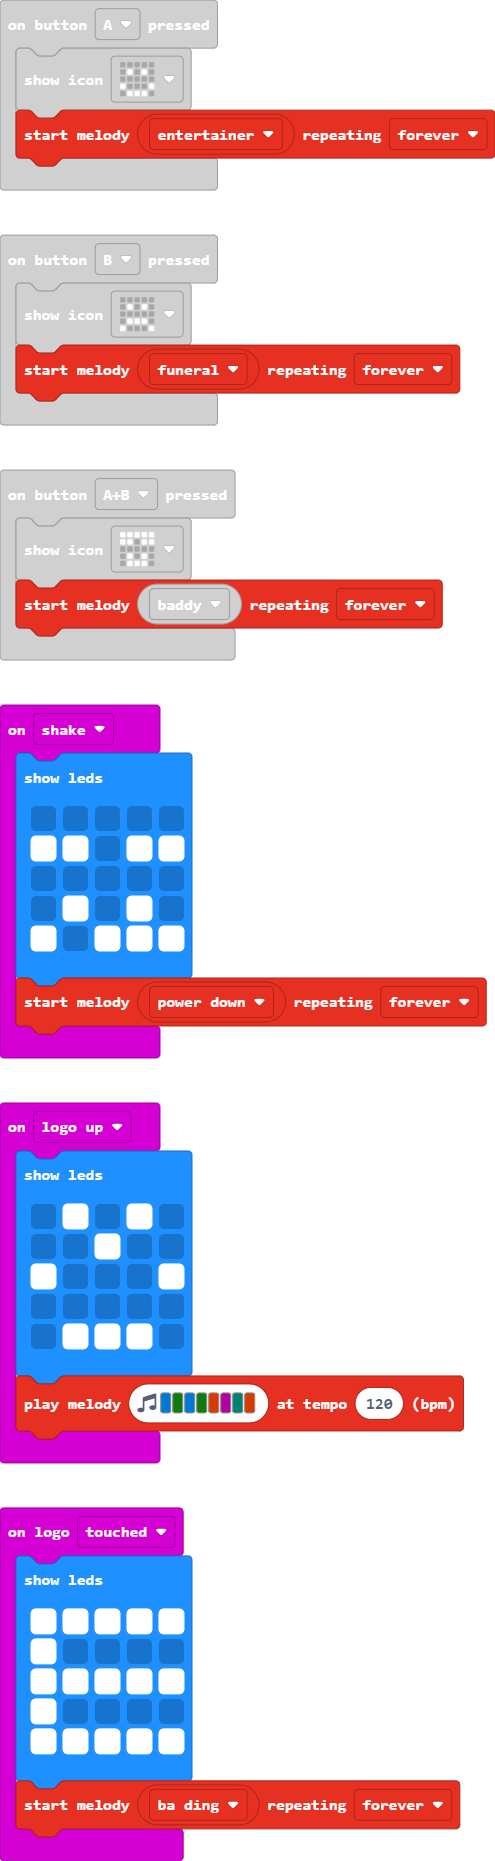 on button A pressed
show icon
start melody entertainer repeating forever
on button B pressed
show icon
start melody funeral repeating forever
on button A+B pressed
show icon
start melody baddy repeating forever
on shake
show leds
start melody power down repeating forever
on logo up
show leds
play melody at tempo 120 (bpm)
on logo touched
show leds
start melody ba ding repeating forever